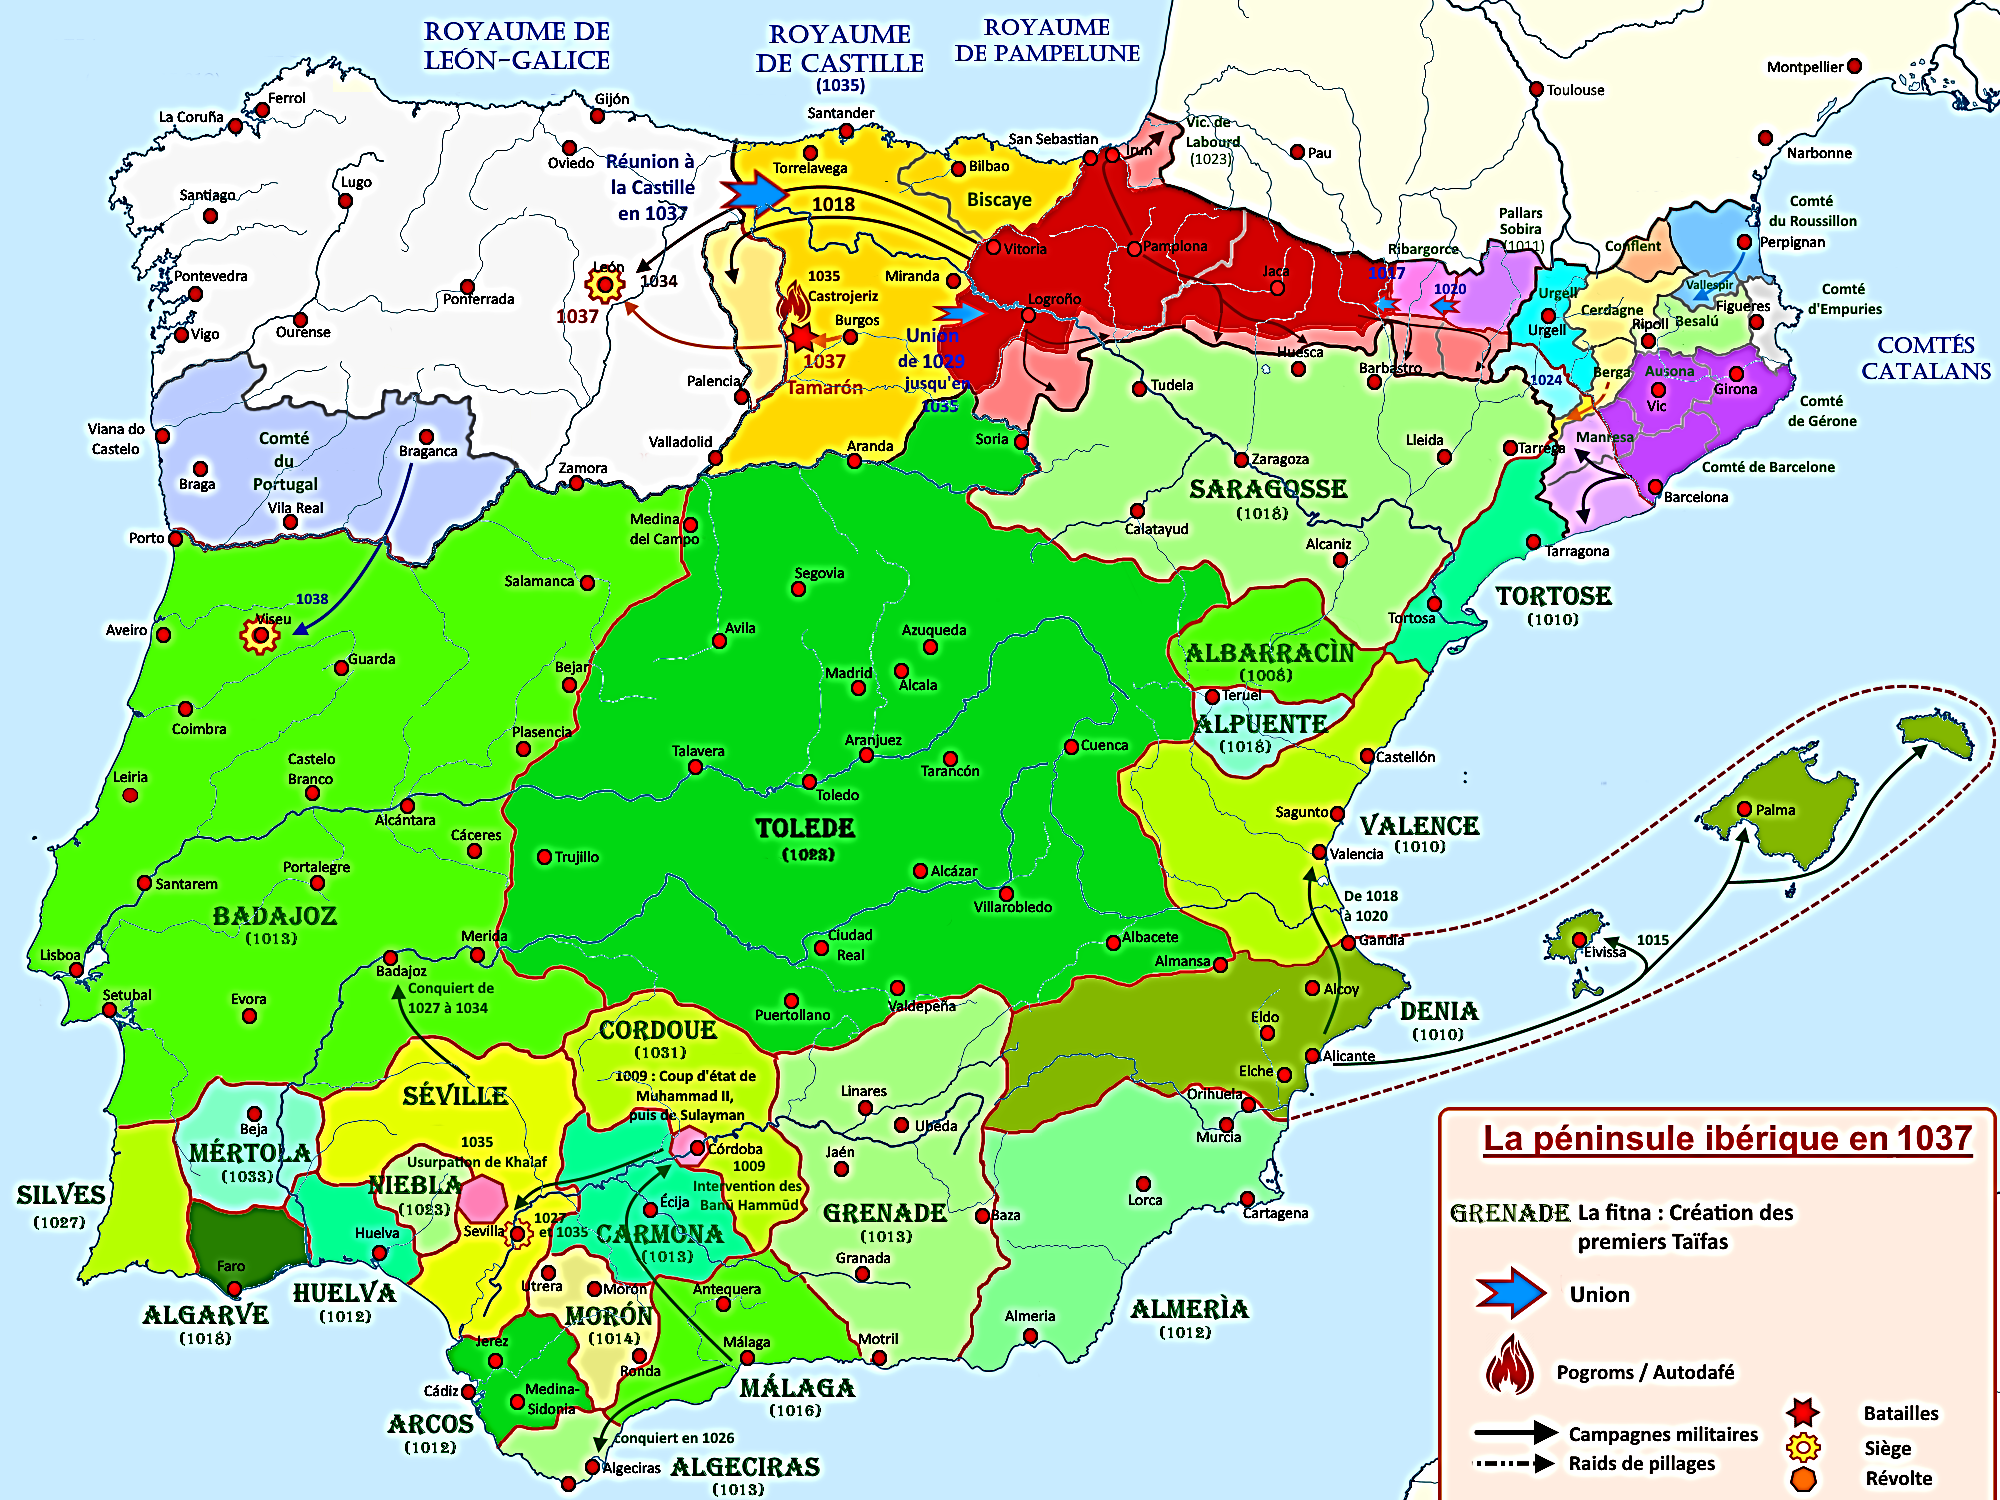 ROYAUME DE
LEÓN-GALICE
ROYAUME
DE CASTILLE
(1035)
ROYAUME
DE PAMPELUNE
Montpellier
Toulouse
Narbonne
Pau
Vic. de
Labourd
(1023)
Ferrol
La Coruña
Gijón
Santander
San Sebastian
Irun
Oviedo
Réunion à
la Castille
en 1037
Torrelavega
Bilbao
Biscaye
1018
Lugo
Santiago
Pontevedra
Vigo
Ourense
Ponferrada
León
1034
1037
Vitoria
Pamplona
Jaca
Miranda
Logroño
1035
Castrojeriz
Burgos
1037
Tamarón
Union
de 1029
jusqu'en
1035
Palencia
Valladolid
Aranda
Soria
Zamora
Tudela
Huesca
Barbastro
Ribargorce
1017
1020
Pallars
Sobira
(1011)
Urgell
Urgell
1024
Conflent
Cerdagne
Berga
Comté
du Roussillon
Perpignan
Vallespir
Figueres
Comté
d'Empuries
Ripoll
Besalú
Ausona
Vic
Girona
COMTÉS
CATALANS
Comté
de Gérone
Manresa
Comté de Barcelone
Barcelona
Tarrega
Lleida
Zaragoza
SARAGOSSE
(1018)
Calatayud
Alcaniz
Tarragona
TORTOSE
(1010)
Tortosa
Viana do
Castelo
Braga
Comté
du
Portugal
Vila Real
Braganca
Porto
Medina
del Campo
Salamanca
Segovia
Avila
Azuqueda
Madrid
Alcala
1038
Viseu
Aveiro
Guarda
Bejar
Coimbra
Plasencia
ALBARRACÌN
(1008)
Teruel
ALPUENTE
(1018)
Castellón
Talavera
Aranjuez
Tarancón
Cuenca
Toledo
TOLEDE
(1023)
Leiria
Castelo
Branco
Alcántara
Cáceres
Trujillo
Portalegre
Santarem
Sagunto
VALENCE
(1010)
Valencia
De 1018
à 1020
Gandia
Palma
Eivissa
1015
Alcázar
Villarobledo
BADAJOZ
(1013)
Merida
Badajoz
Lisboa
Ciudad
Real
Albacete
Almansa
Setubal
Evora
Conquiert de
1027 à 1034
Puertollano
Valdepeña
Alcoy
DENIA
(1010)
Eldo
Alicante
Elche
CORDOUE
(1031)
1009 : Coup d'état de
Muhammad II,
puis de Sulayman
SÉVILLE
Linares
Ubeda
Orihuela
Murcia
Beja
MÉRTOLA
(1033)
1035
Usurpation de Khalaf
NIEBLA
(1023)
Córdoba
1009
Intervention des
Banū Hammūd
Jaén
Lorca
Cartagena
SILVES
(1027)
Huelva
Sevilla
1027
et 1035
Écija
CARMONA
(1013)
GRENADE
(1013)
Baza
Granada
Faro
ALGARVE
(1018)
HUELVA
(1012)
Utrera
Morón
MORÓN
(1014)
Antequera
Almeria
ALMERÌA
(1012)
Jerez
Ronda
Málaga
Motril
MÁLAGA
(1016)
Cádiz
Medina-
Sidonia
ARCOS
(1012)
Conquiert en 1026
Algeciras
ALGECIRAS
(1013)
La péninsule ibérique en 1037
GRENADE La fitna : Création des
premiers Taïfas
Union
Pogroms / Autodafé
Campagnes militaires
Raids de pillages
Batailles
Siège
Révolte